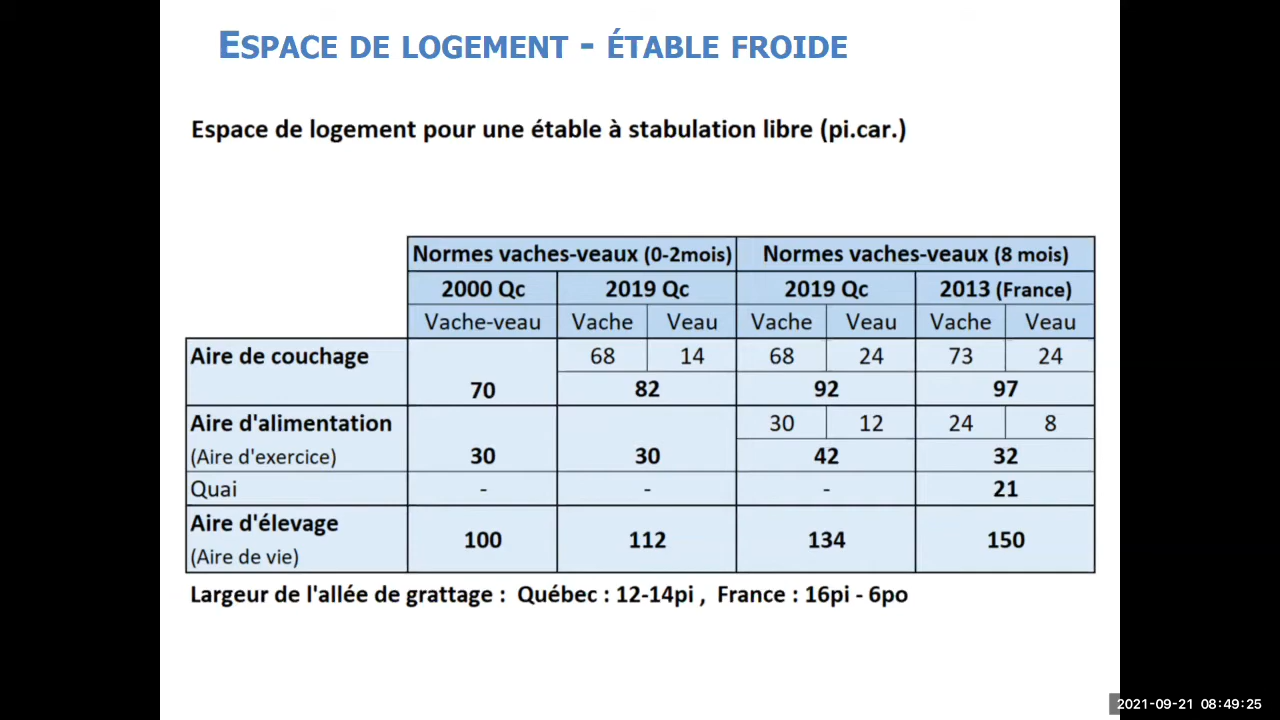 ESPACE DE LOGEMENT - ÉTABLE FROIDE
Espace de logement pour une étable à stabulation libre (pi.car.)
Normes vaches-veaux (0-2mois) Normes vaches-veaux (8 mois)
2000 Qc 2019 Qc 2019 Qc 2013 (France)
Vache-veau Vache Veau Vache Veau Vache Veau
Aire de couchage 68 14 68 24 73 24
70 82 92 97
Aire d'alimentation 30 12 24 8
(Aire d'exercice) 30 30 42 32
Quai - - - 21
Aire d'élevage
100 112 134 150
(Aire de vie)
Largeur de l'allée de grattage : Québec : 12-14pi , France : 16pi - 6po
2021-09-21 08:49:25